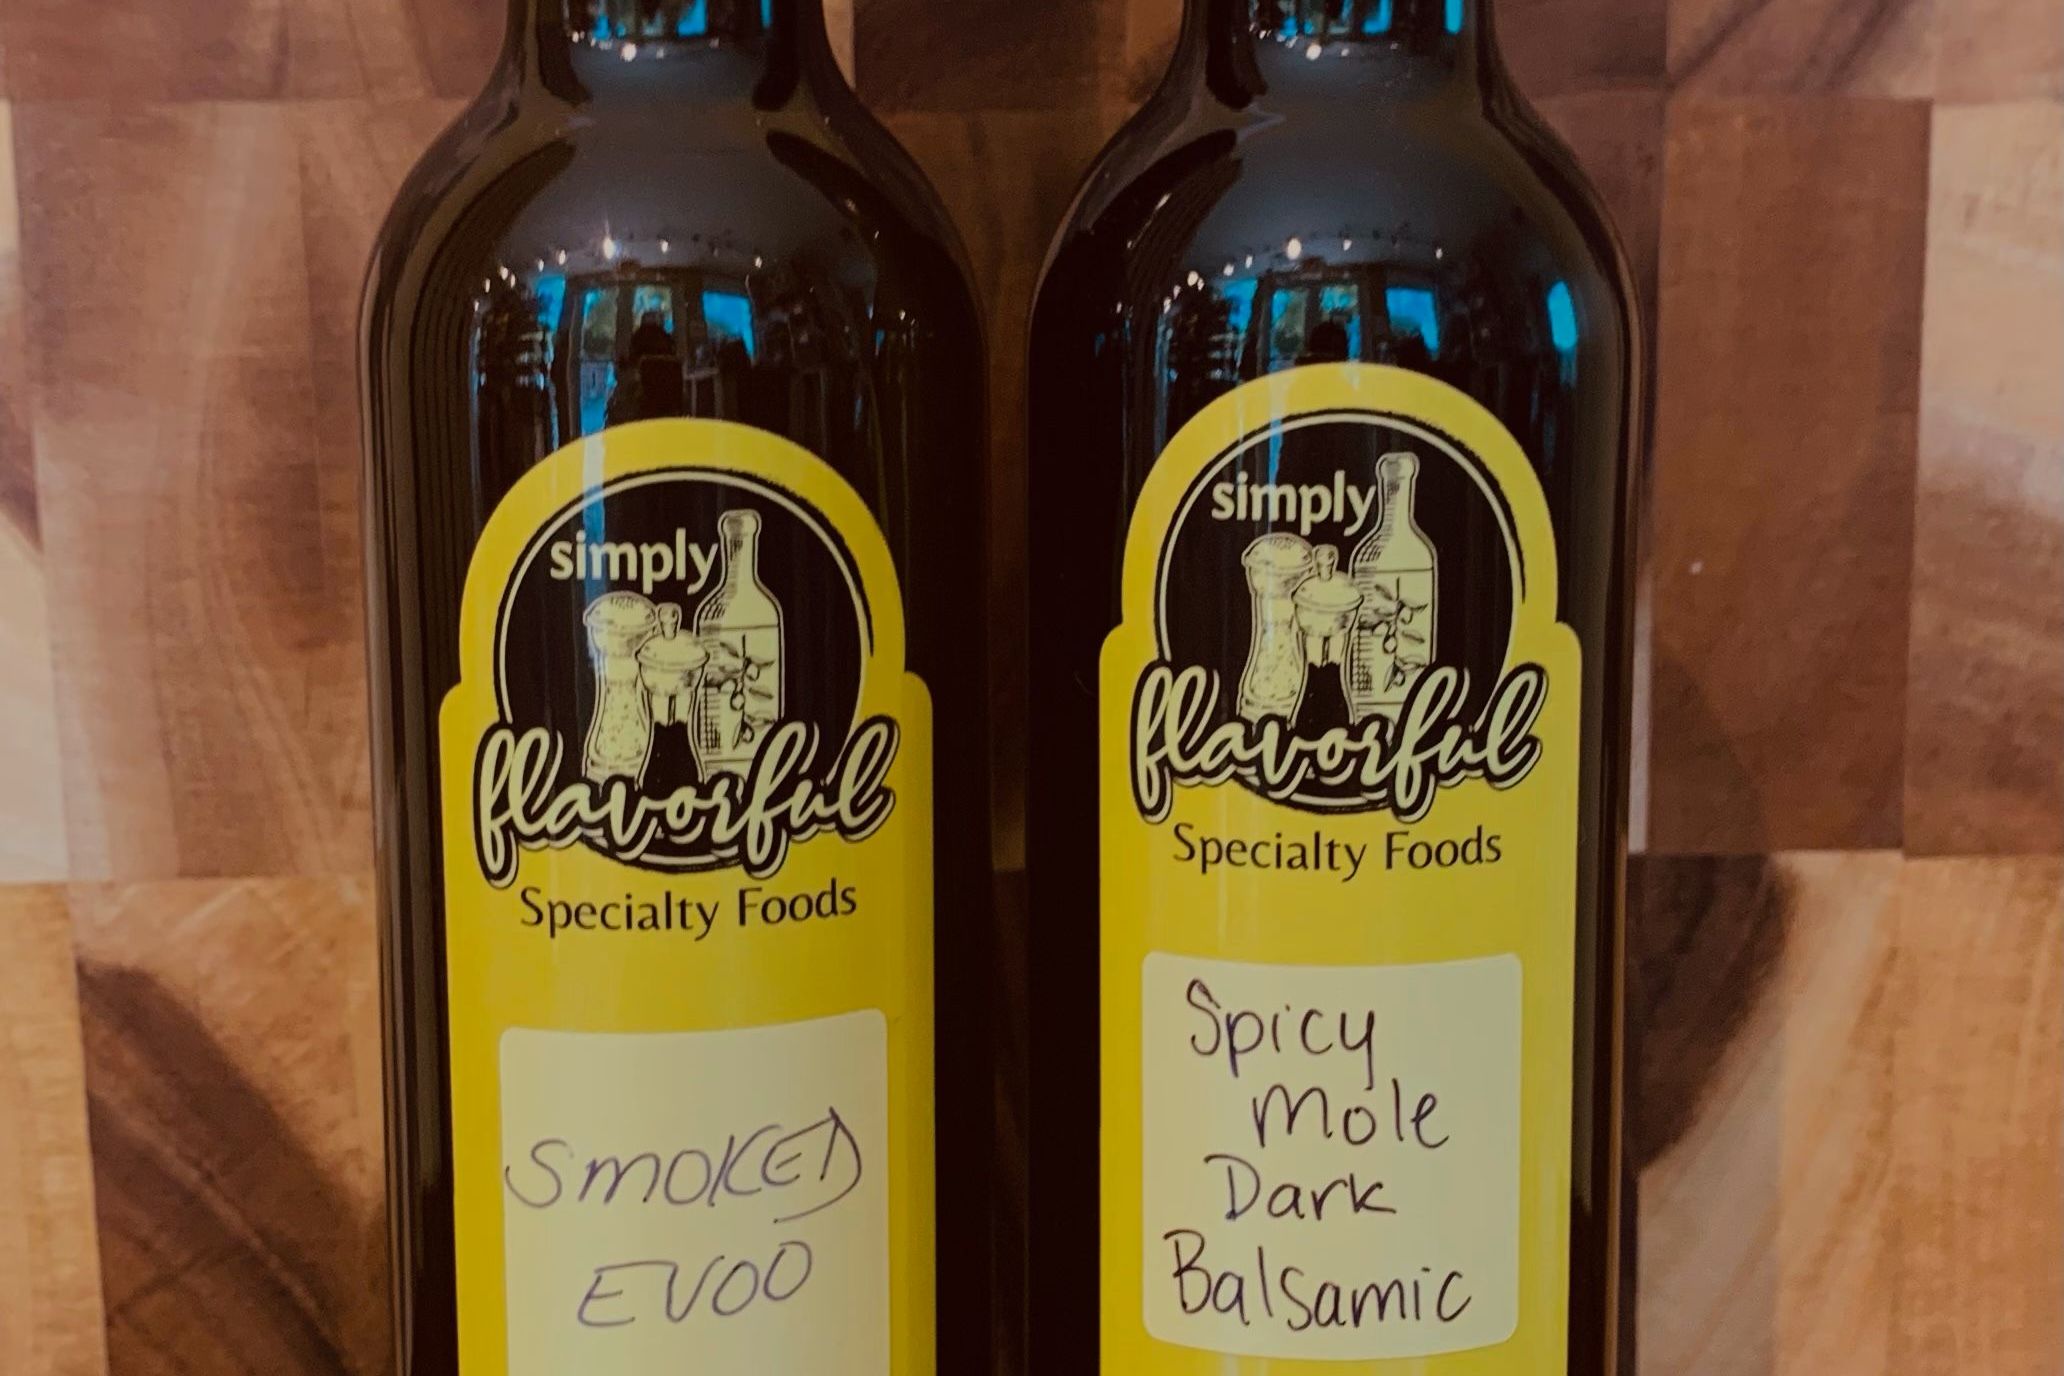 simply
flavorful
Specialty Foods
SMOKED
EVOO
simply
flavorful
Specialty Foods
Spicy
Mole
Dark
Balsamic